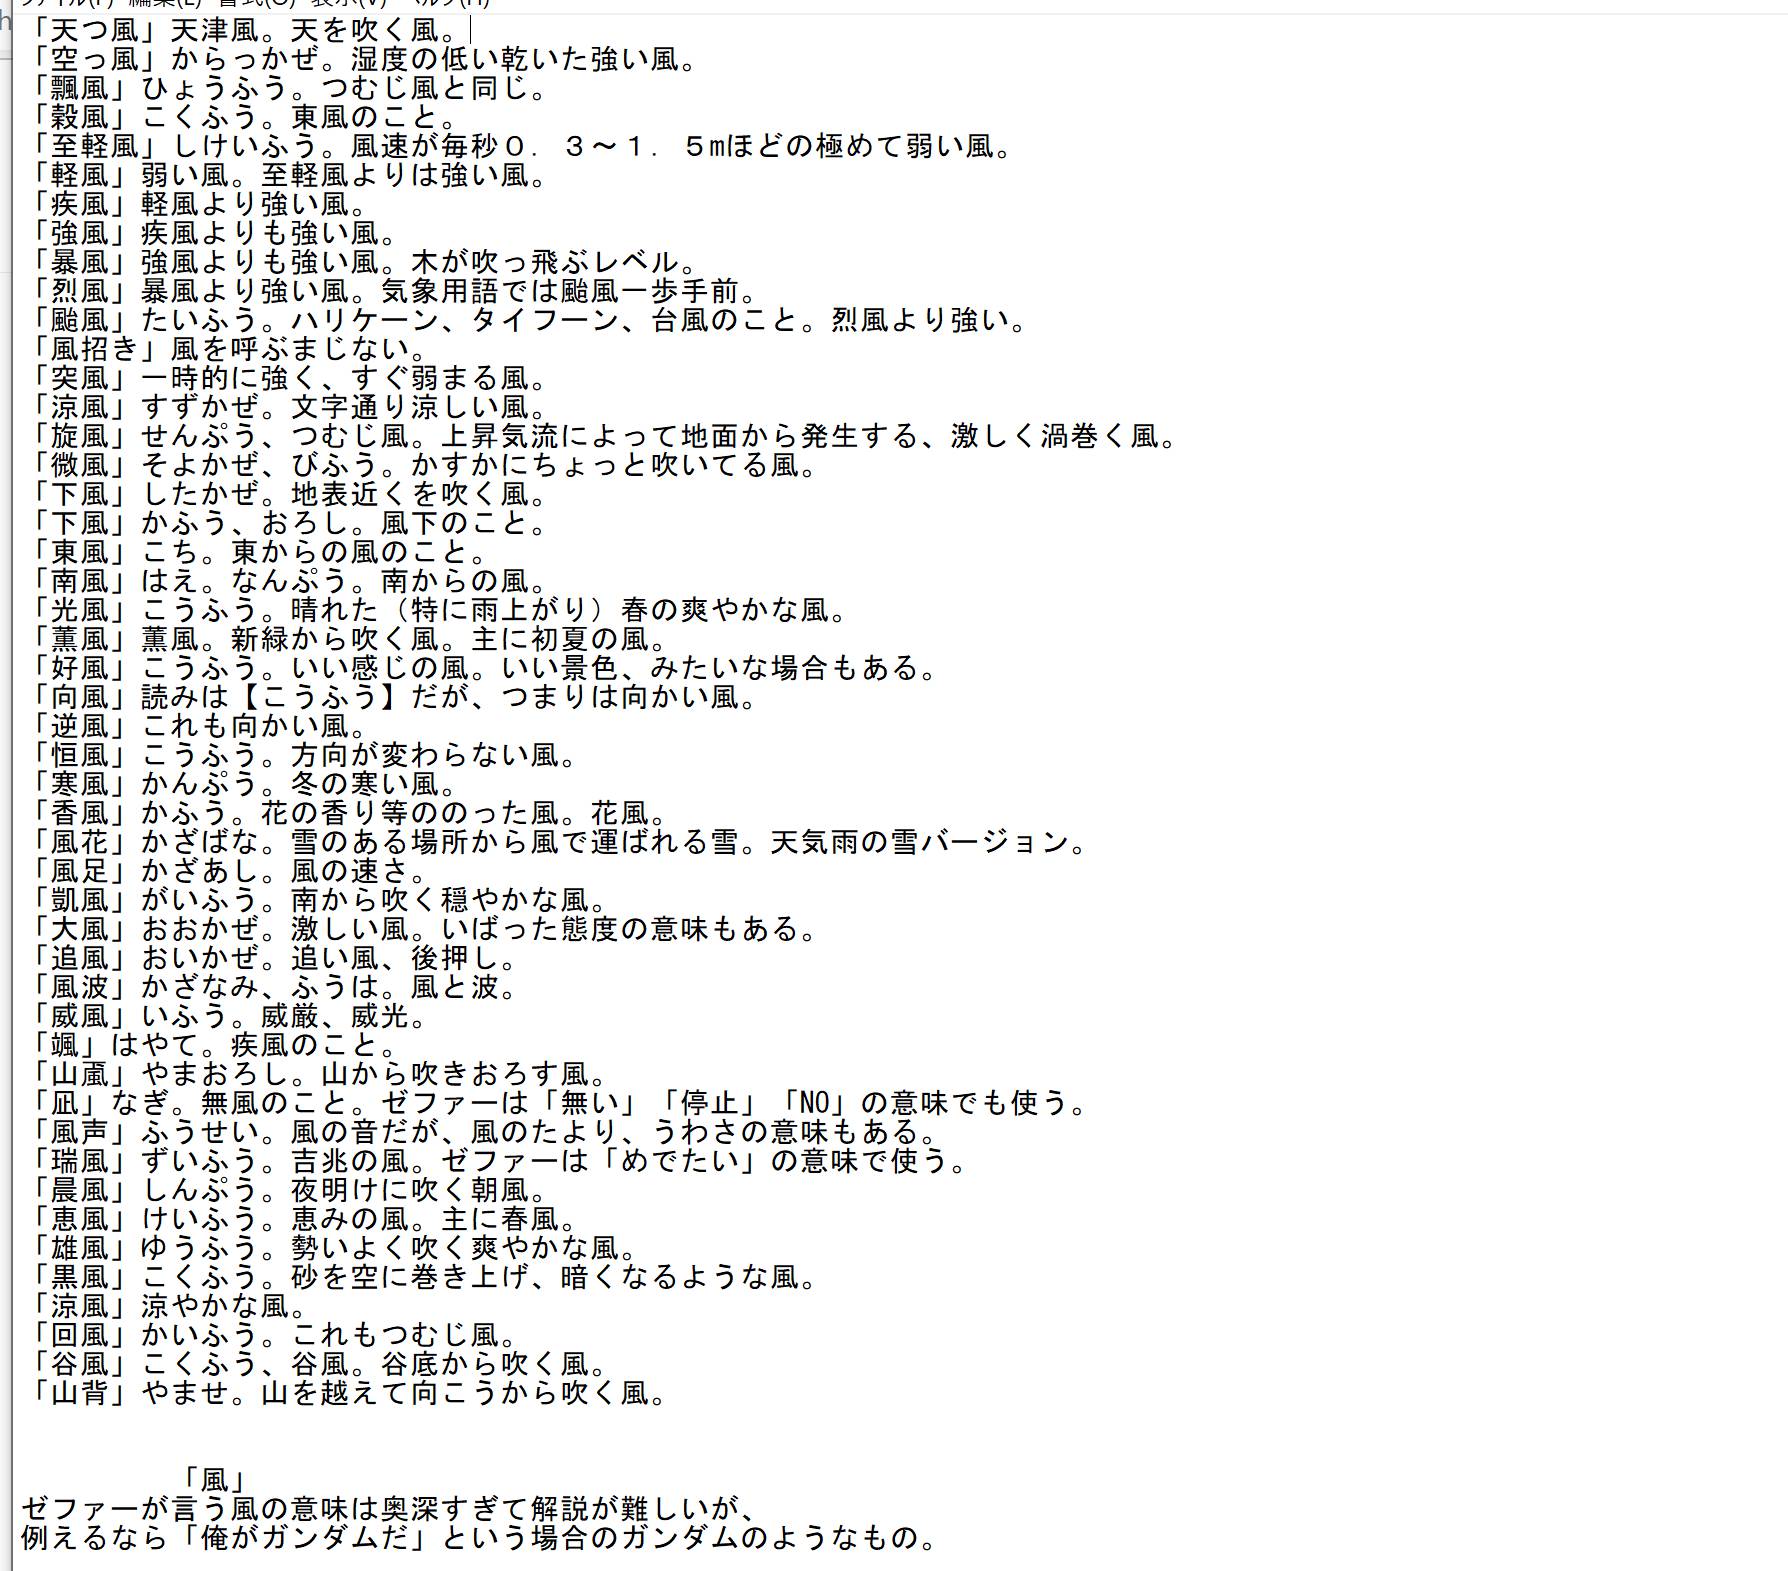 「天つ風」天津風。天を吹く風。
「空っ風」からっかぜ。湿度の低い乾いた強い風。
「飄風」ひょうふう。つむじ風と同じ。
「穀風」こくふう。東風のこと。
「至軽風」しけいふう。風速が毎秒０．３～１．５mほどの極めて弱い風。
「軽風」弱い風。至軽風よりは強い風。
「疾風」軽風より強い風。
「強風」疾風よりも強い風。
「暴風」強風よりも強い風。木が吹っ飛ぶレベル。
「烈風」暴風より強い風。気象用語では颱風一歩手前。
「颱風」たいふう。ハリケーン、タイフーン、台風のこと。烈風より強い。
「風招き」風を呼ぶまじない。
「突風」一時的に強く、すぐ弱まる風。
「涼風」すずかぜ。文字通り涼しい風。
「旋風」せんぷう、つむじ風。上昇気流によって地面から発生する、激しく渦巻く風。
「微風」そよかぜ、びふう。かすかにちょっと吹いてる風。
「下風」したかぜ。地表近くを吹く風。
「下風」かふう、おろし。風下のこと。
「東風」こち。東からの風のこと。
「南風」はえ。なんぷう。南からの風。
「光風」こうふう。晴れた（特に雨上がり）春の爽やかな風。
「薫風」薫風。新緑から吹く風。主に初夏の風。
「好風」こうふう。いい感じの風。いい景色、みたいな場合もある。
「向風」読みは【こうふう】だが、つまりは向かい風。
「逆風」これも向かい風。
「恒風」こうふう。方向が変わらない風。
「寒風」かんぷう。冬の寒い風。
「香風」かふう。花の香り等ののった風。花風。
「風花」かざばな。雪のある場所から風で運ばれる雪。天気雨の雪バージョン。
「風足」かざあし。風の速さ。
「凱風」がいふう。南から吹く穏やかな風。
「大風」おおかぜ。激しい風。いばった態度の意味もある。
「追風」おいかぜ。追い風、後押し。
「風波」かざなみ、ふうは。風と波。
「威風」いふう。威厳、威光。
「颯」はやて。疾風のこと。
「山颪」やまおろし。山から吹きおろす風。
「凪」なぎ。無風のこと。ゼファーは「無い」「停止」「NO」の意味でも使う。
「風声」ふうせい。風の音だが、風のたより、うわさの意味もある。
「瑞風」ずいふう。吉兆の風。ゼファーは「めでたい」の意味で使う。
「晨風」しんぷう。夜明けに吹く朝風。
「恵風」けいふう。恵みの風。主に春風。
「雄風」ゆうふう。勢いよく吹く爽やかな風。
「黒風」こくふう。砂を空に巻き上げ、暗くなるような風。
「涼風」涼やかな風。
「回風」かいふう。これもつむじ風。
「谷風」こくふう、谷風。谷底から吹く風。
「山背」やませ。山を越えて向こうから吹く風。
「風」
ゼファーが言う風の意味は奥深すぎて解説が難しいが、
例えるなら「俺がガンダムだ」という場合のガンダムのようなもの。